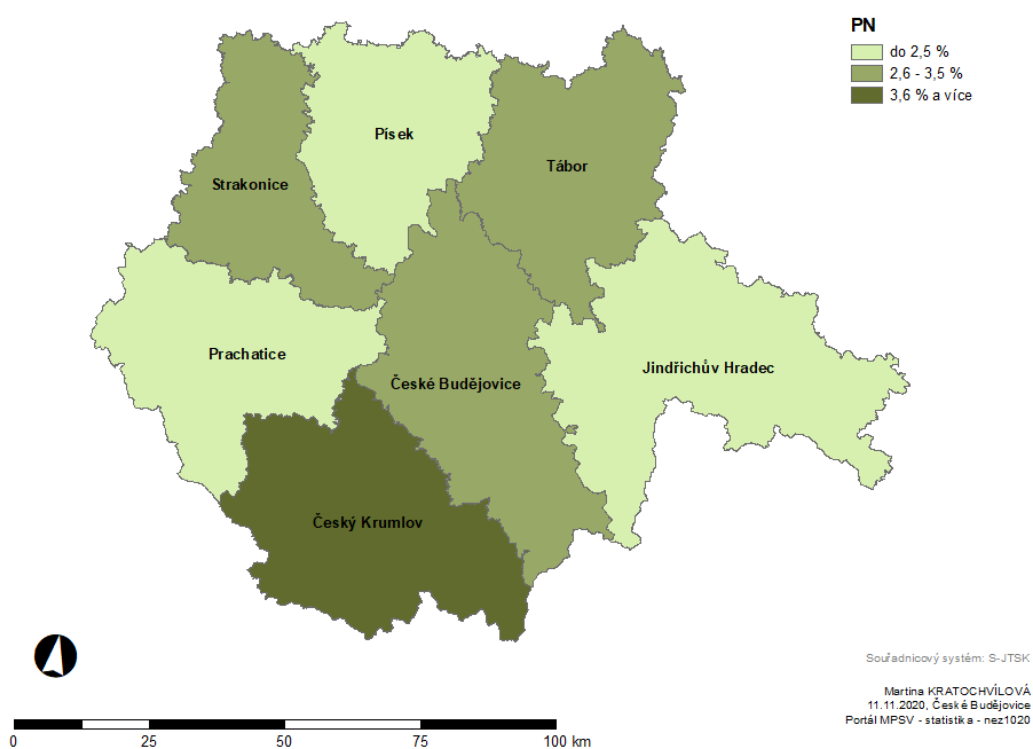 PN
do 2,5 %
2,6 - 3,5 %
3,6 % a více
Písek
Tábor
Strakonice
Prachatice
Jindřichův Hradec
České Budějovice
Český Krumlov
Souřadnicový systém: S-JTSK
Martina KRATOCHVÍLOVÁ
11.11.2020, České Budějovice
Portál MPSV - statistika - nez1020
0 25 50 75 100 km